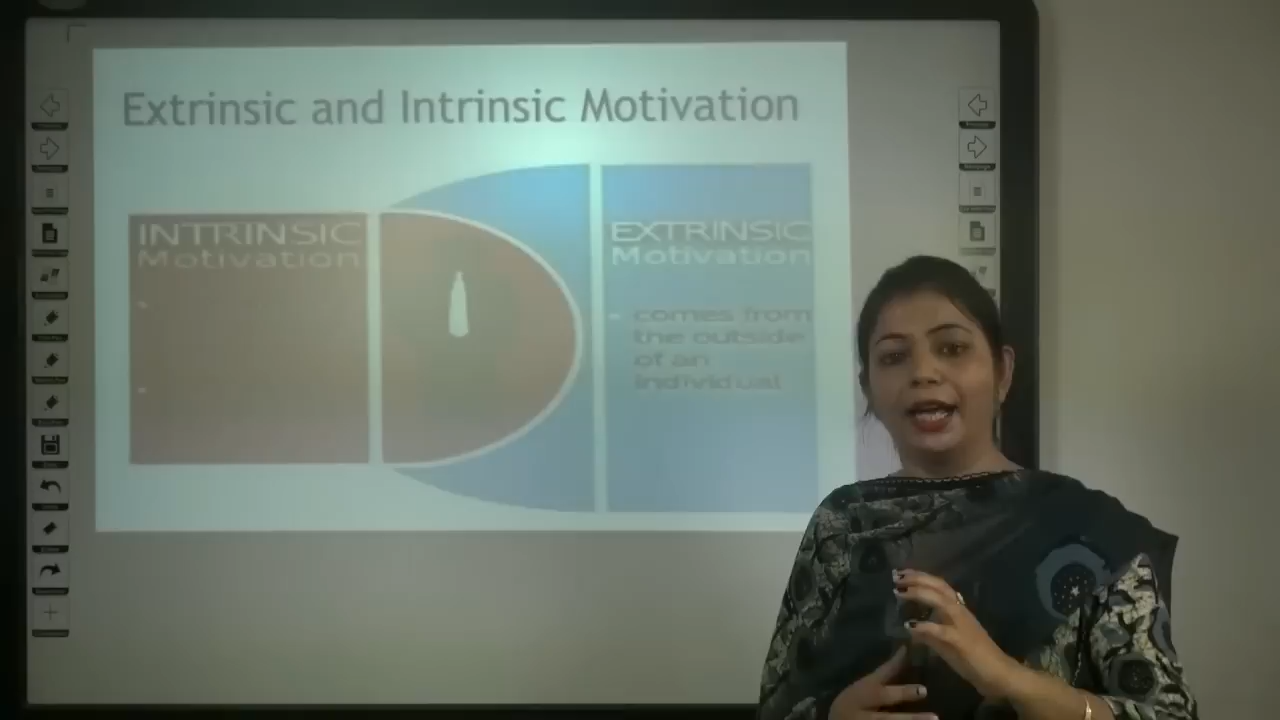 Extrinsic and Intrinsic Motivation
INTRINSIC
Motivation
EXTRINSIC
Motivation
comes from
the outside
of an
individual